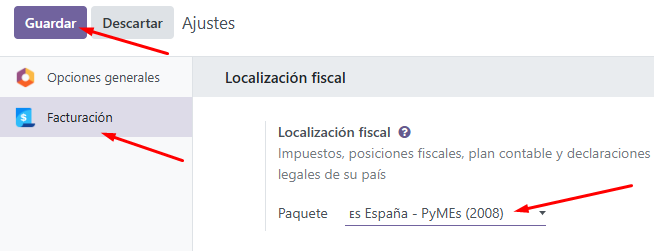 Guardar Descartar Ajustes
Opciones generales
Facturación
Localización fiscal
Localización fiscal ?
Impuestos, posiciones fiscales, plan contable y declaraciones
legales de su país
Paquete ES España - PyMEs (2008)